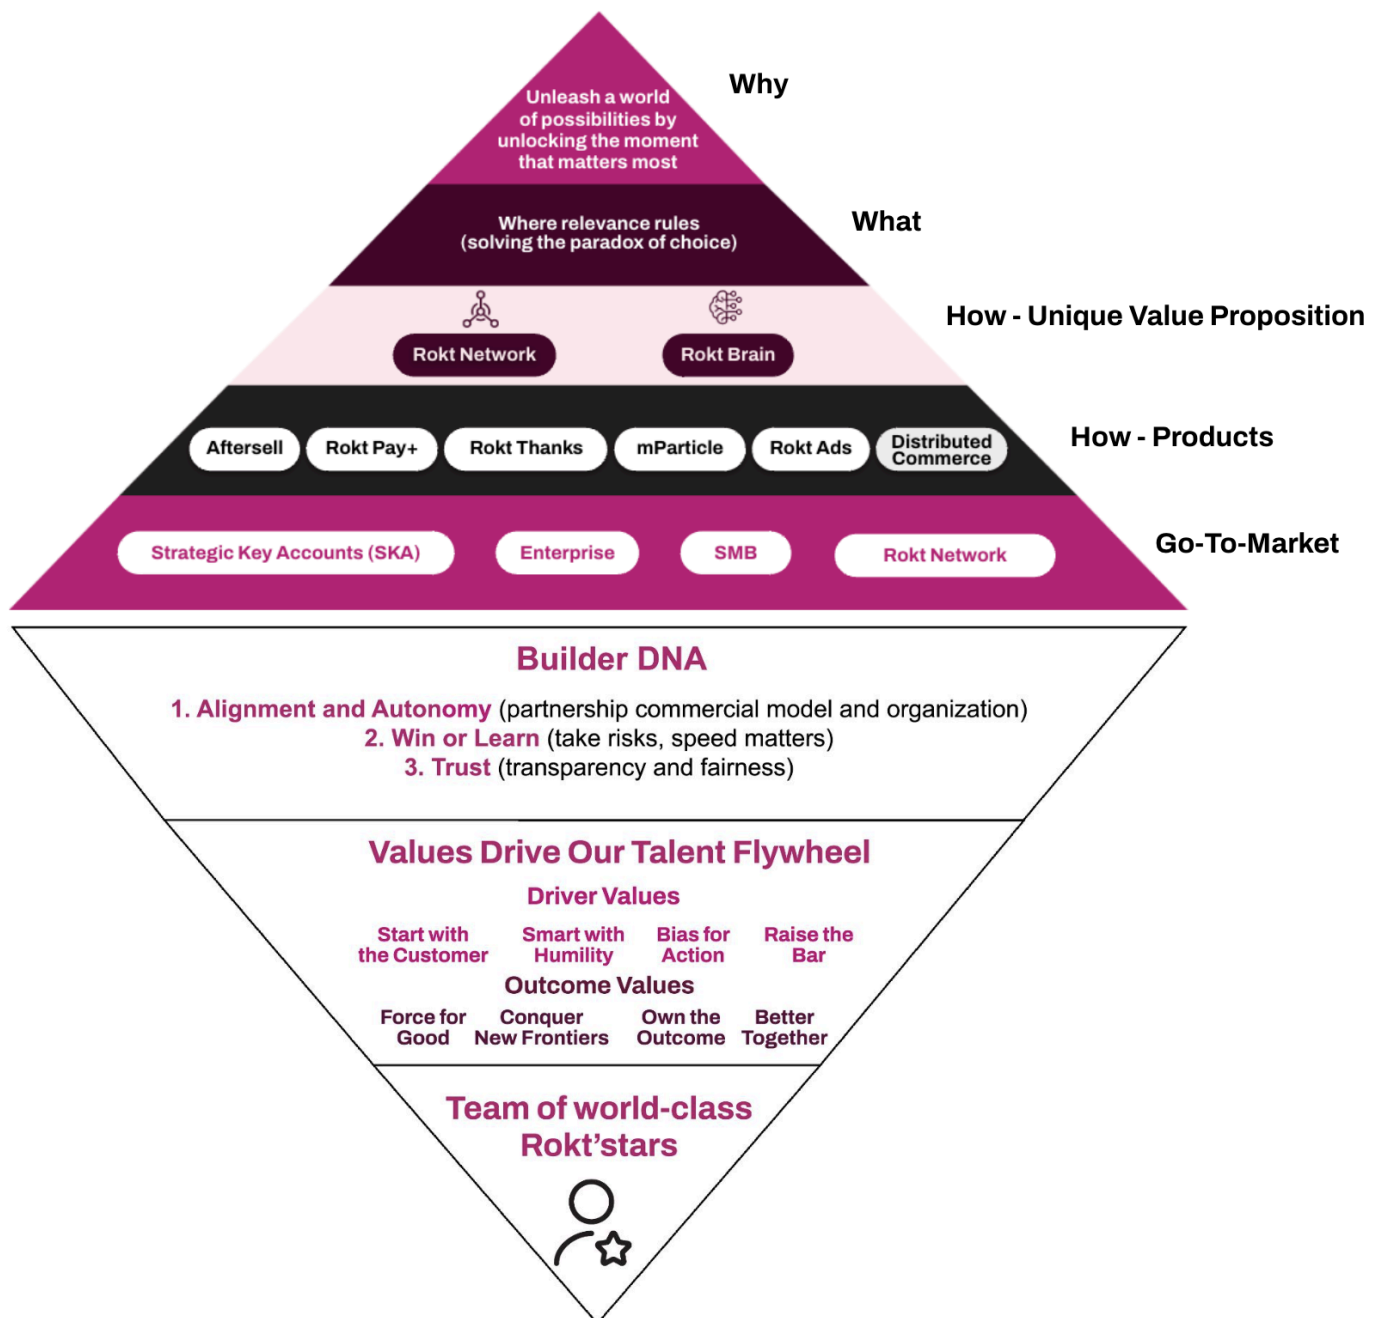 Why
Unleash a world
of possibilities by
unlocking the moment
that matters most
What
Where relevance rules
(solving the paradox of choice)
How - Unique Value Proposition
Rokt Network
Rokt Brain
How - Products
Aftersell
Rokt Pay+
Rokt Thanks
mParticle
Rokt Ads
Distributed
Commerce
Go-To-Market
Strategic Key Accounts (SKA)
Enterprise
SMB
Rokt Network
Builder DNA
1. Alignment and Autonomy (partnership commercial model and organization)
2. Win or Learn (take risks, speed matters)
3. Trust (transparency and fairness)
Values Drive Our Talent Flywheel
Driver Values
Start with
the Customer
Smart with
Humility
Bias for
Action
Raise the
Bar
Outcome Values
Force for
Good
Conquer
New Frontiers
Own the
Outcome
Better
Together
Team of world-class
Rokt’stars